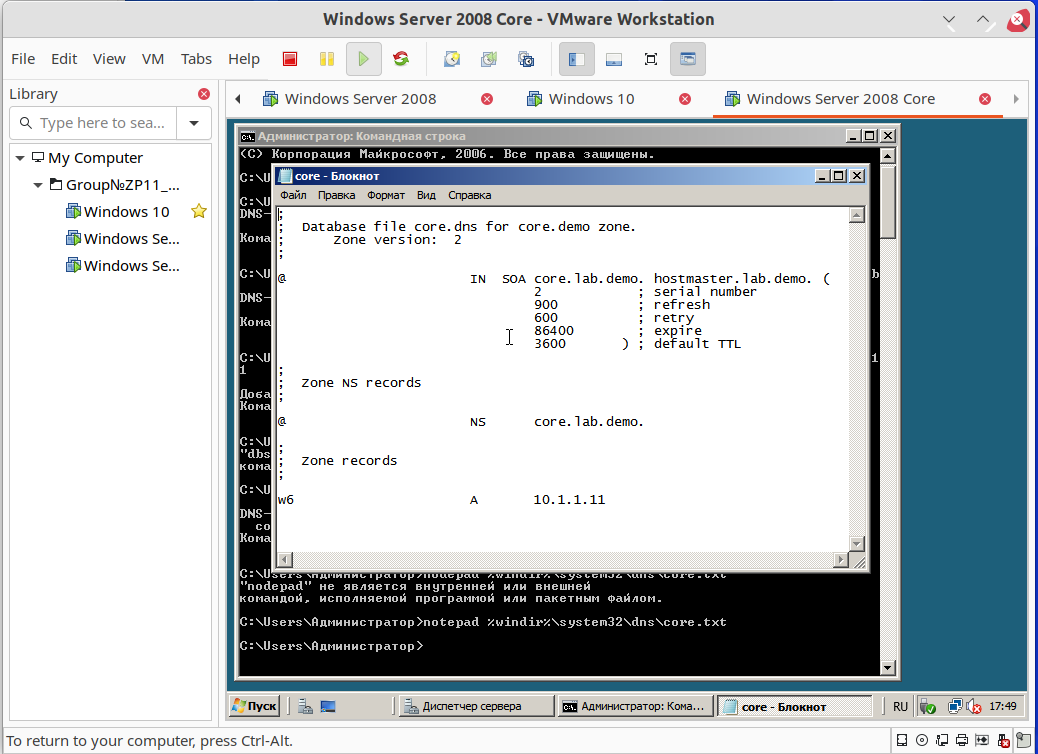 Windows Server 2008 Core - VMware Workstation
File Edit View VM Tabs Help
Library
Type here to sea...
My Computer
Group№ZP11_...
Windows 10
Windows Se...
Windows Se...
Windows Server 2008
Windows 10
Windows Server 2008 Core
Администратор: Командная строка
(C) Корпорация Майкрософт, 2006. Все права защищены.
C:\U
C:\U
DNS-
Кома
C:\U b
DNS-
Кома
C:\U 1
1
Доба
Кома
C:\U
"dbs
кома
C:\U
DNS-
со
Кома
core - Блокнот
Файл Правка Формат Вид Справка
;
; Database file core.dns for core.demo zone.
; Zone version: 2
;
@ IN SOA core.lab.demo. hostmaster.lab.demo. (
2 ; serial number
900 ; refresh
600 ; retry
86400 ; expire
3600 ) ; default TTL
;
; Zone NS records
;
@ NS core.lab.demo.
;
; Zone records
;
w6 A 10.1.1.11
C:\Users\Администратор>nodepad %windir%\system32\dns\core.txt
"nodepad" не является внутренней или внешней
командой, исполняемой программой или пакетным файлом.
C:\Users\Администратор>notepad %windir%\system32\dns\core.txt
C:\Users\Администратор>
Пуск
Диспетчер сервера
Администратор: Кома...
core - Блокнот
RU
17:49
To return to your computer, press Ctrl-Alt.